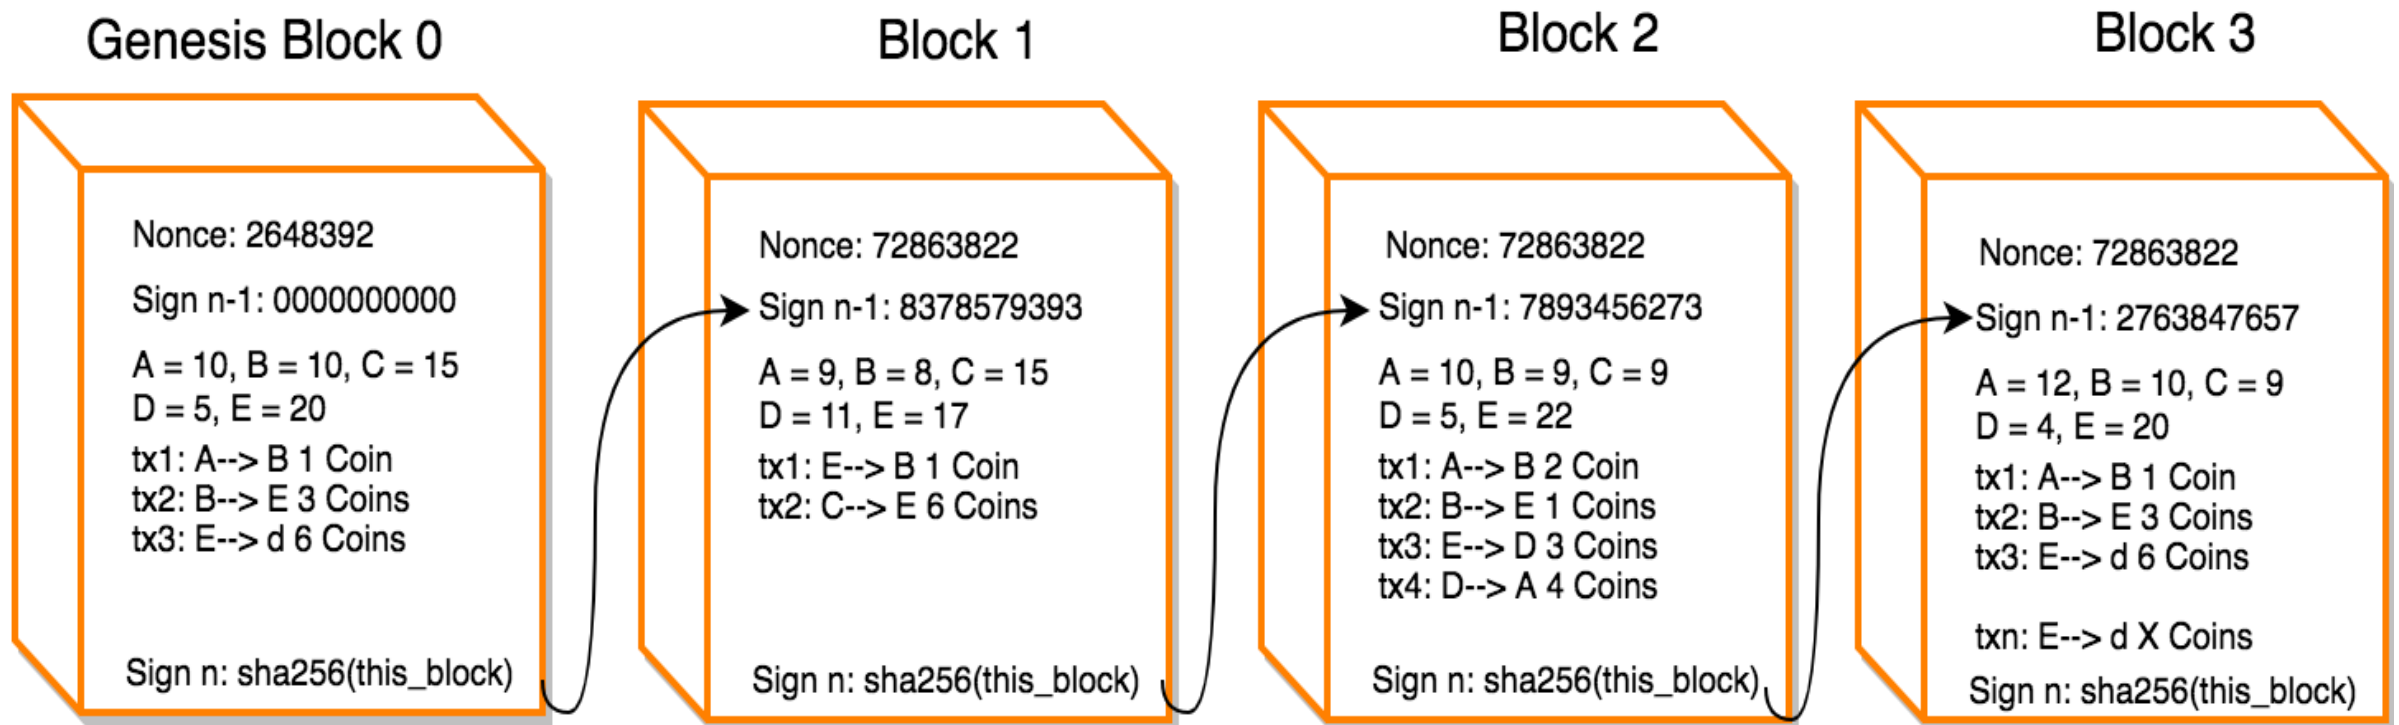 Genesis Block 0
Nonce: 2648392
Sign n-1: 0000000000
A = 10, B = 10, C = 15
D = 5, E = 20
tx1: A--> B 1 Coin
tx2: B--> E 3 Coins
tx3: E--> d 6 Coins
Sign n: sha256(this_block)
Block 1
Nonce: 72863822
Sign n-1: 8378579393
A = 9, B = 8, C = 15
D = 11, E = 17
tx1: E--> B 1 Coin
tx2: C--> E 6 Coins
Sign n: sha256(this_block)
Block 2
Nonce: 72863822
Sign n-1: 7893456273
A = 10, B = 9, C = 9
D = 5, E = 22
tx1: A--> B 2 Coin
tx2: B--> E 1 Coins
tx3: E--> D 3 Coins
tx4: D--> A 4 Coins
Sign n: sha256(this_block)
Block 3
Nonce: 72863822
Sign n-1: 2763847657
A = 12, B = 10, C = 9
D = 4, E = 20
tx1: A--> B 1 Coin
tx2: B--> E 3 Coins
tx3: E--> d 6 Coins
txn: E--> d X Coins
Sign n: sha256(this_block)